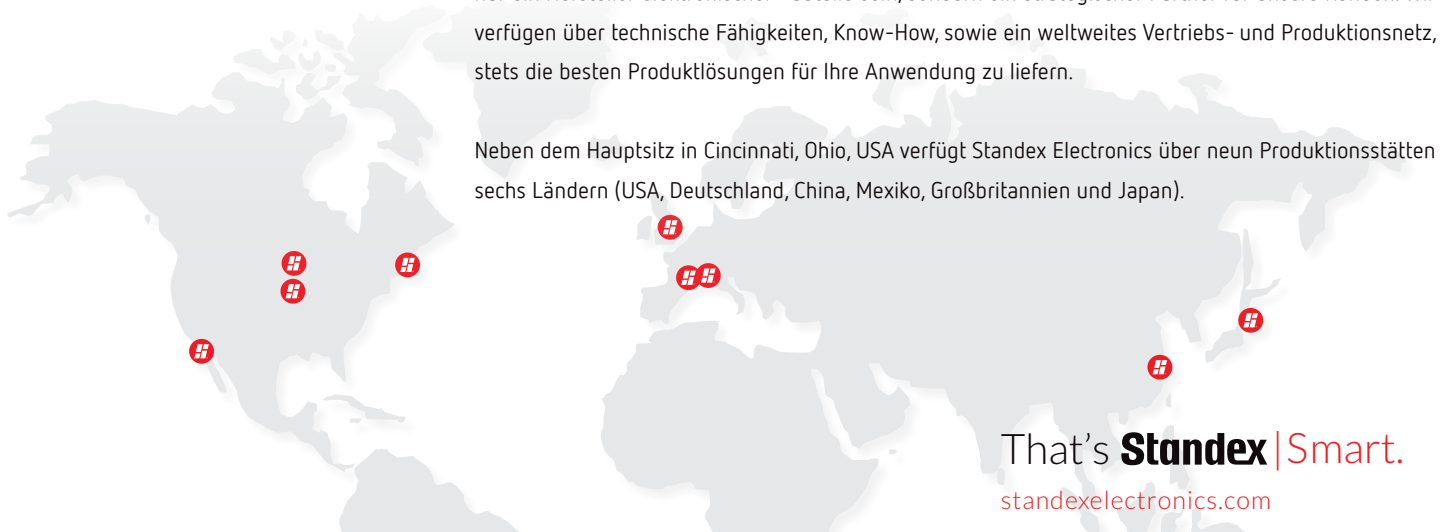 verfügen über technische Fähigkeiten, Know-How, sowie ein weltweites Vertriebs- und Produktionsnetz,
stets die besten Produktlösungen für Ihre Anwendung zu liefern.
Neben dem Hauptsitz in Cincinnati, Ohio, USA verfügt Standex Electronics über neun Produktionsstätten
sechs Ländern (USA, Deutschland, China, Mexiko, Großbritannien und Japan).
That's Standex|Smart.
standexelectronics.com